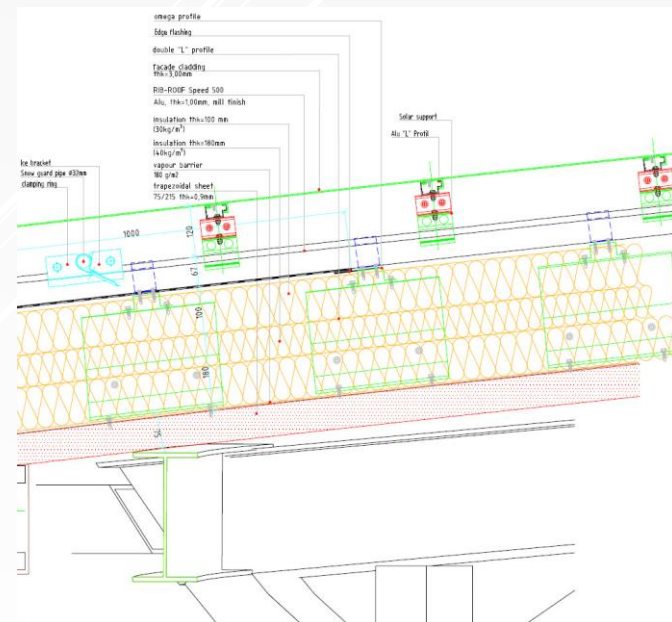 omega profile
Edge flashing
double "L" profile
facade cladding
thk=3,00mm
RIB-ROOF Speed 500
Alu, thk=1,00mm, mill finish
insulation thk=100 mm
(30kg/m³)
insulation thk=180mm
(40kg/m³)
vapour barrier
180 g/m2
trapezoidal sheet
75/215 thk=0,9mm
Solar support
Alu "L" Profil
Ice bracket
Snow guard pipe Ø32mm
clamping ring
1000
120
67
100
180